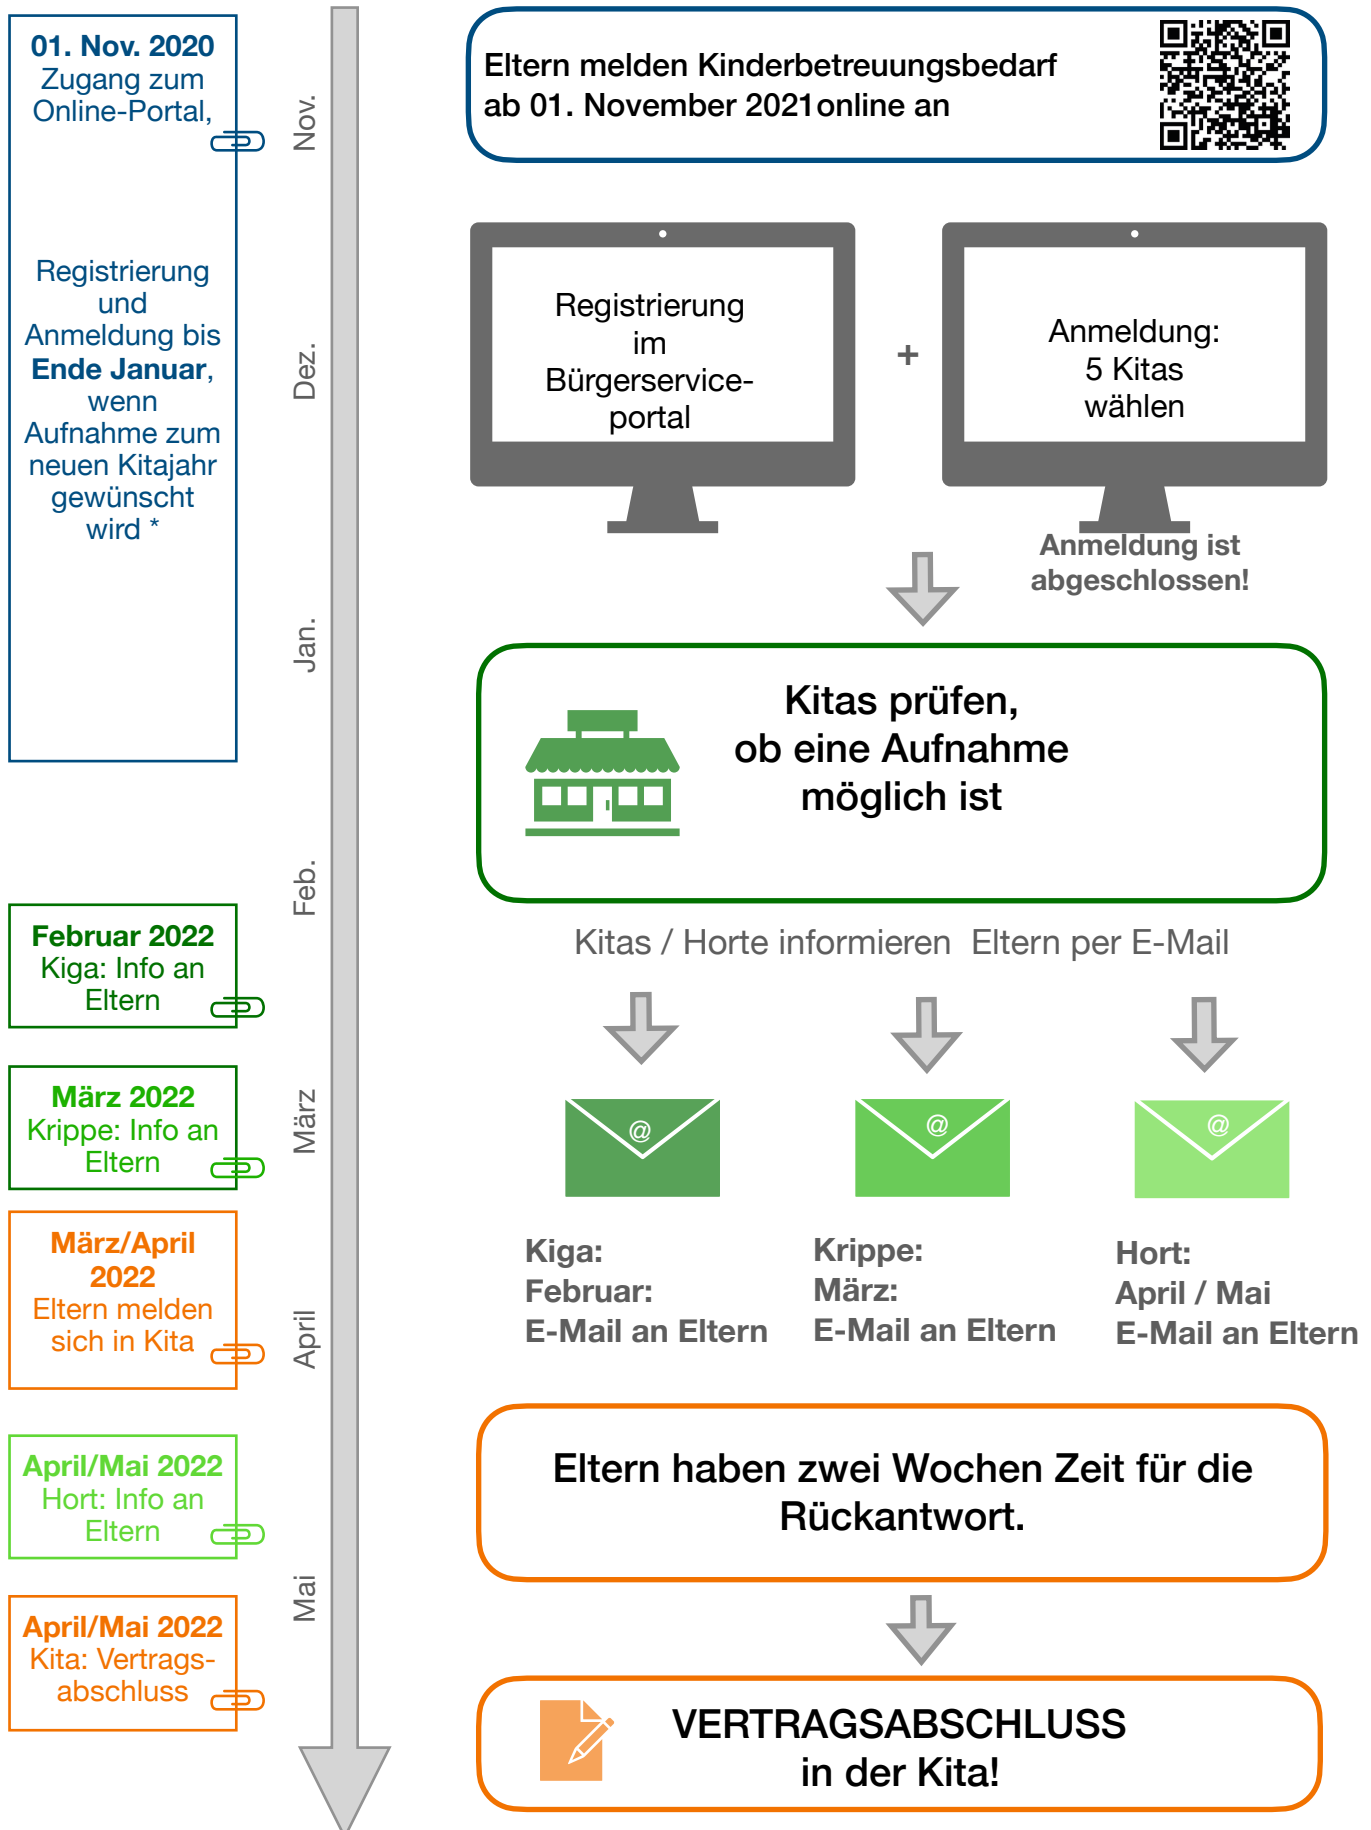 01. Nov. 2020
Zugang zum
Online-Portal,
Registrierung
und
Anmeldung bis
Ende Januar,
wenn
Aufnahme zum
neuen Kitajahr
gewünscht
wird *
Februar 2022
Kiga: Info an
Eltern
März 2022
Krippe: Info an
Eltern
März/April
2022
Eltern melden
sich in Kita
April/Mai 2022
Hort: Info an
Eltern
April/Mai 2022
Kita: Vertrags-
abschluss
Nov.
Dez.
Jan.
Feb.
März
April
Mai
Eltern melden Kinderbetreuungsbedarf
ab 01. November 2021 online an
Registrierung
im
Bürgerservice-
portal
+
Anmeldung:
5 Kitas
wählen
Anmeldung ist
abgeschlossen!
Kitas prüfen,
ob eine Aufnahme
möglich ist
Kitas / Horte informieren Eltern per E-Mail
@
@
@
Kiga:
Februar:
E-Mail an Eltern
Krippe:
März:
E-Mail an Eltern
Hort:
April / Mai
E-Mail an Eltern
Eltern haben zwei Wochen Zeit für die
Rückantwort.
VERTRAGSABSCHLUSS
in der Kita!